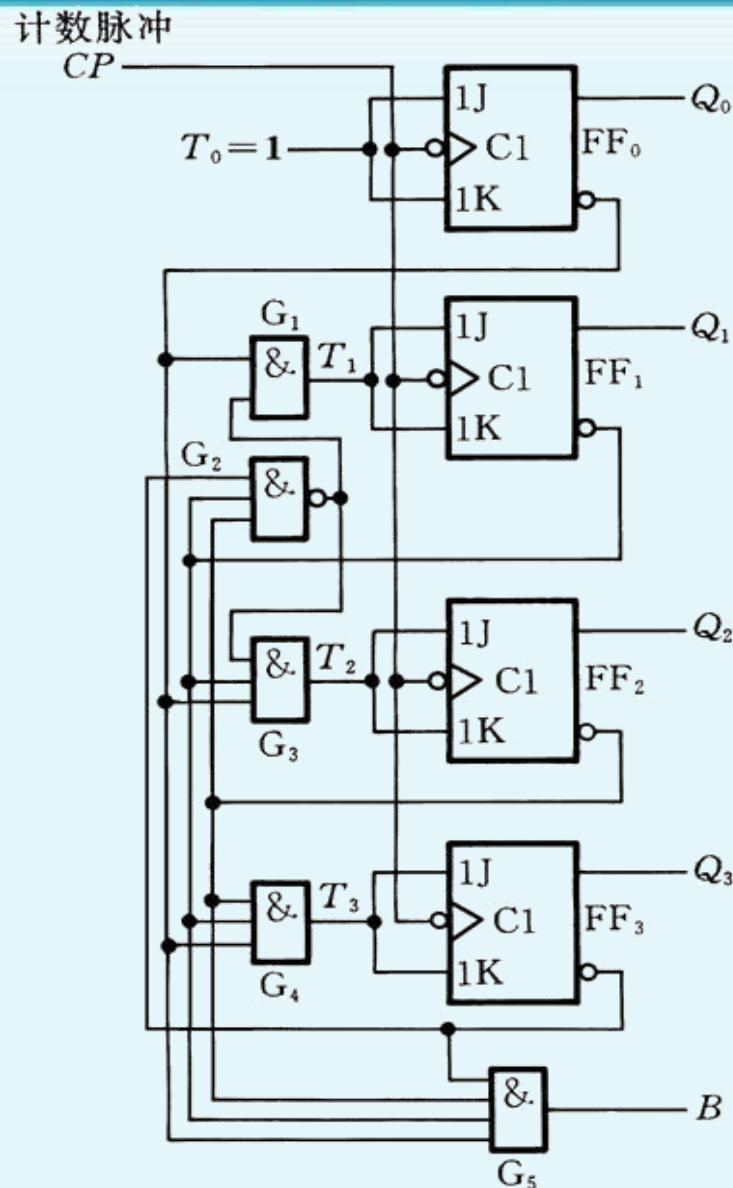 计数脉冲
CP
T₀=1
1J
C1
1K
FF₀
Q₀
G₁
&
T₁
1J
C1
1K
FF₁
Q₁
G₂
&
&
T₂
G₃
1J
C1
1K
FF₂
Q₂
&
T₃
G₄
1J
C1
1K
FF₃
Q₃
&
G₅
B